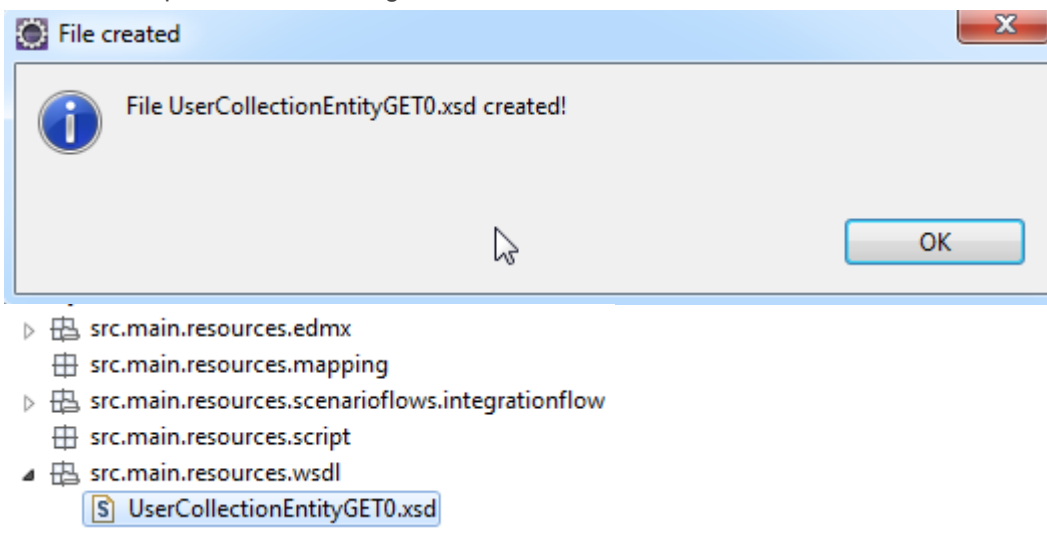 File created
File UserCollectionEntityGET0.xsd created!
OK
src.main.resources.edmx
src.main.resources.mapping
src.main.resources.scenarioflows.integrationflow
src.main.resources.script
src.main.resources.wsdl
UserCollectionEntityGET0.xsd